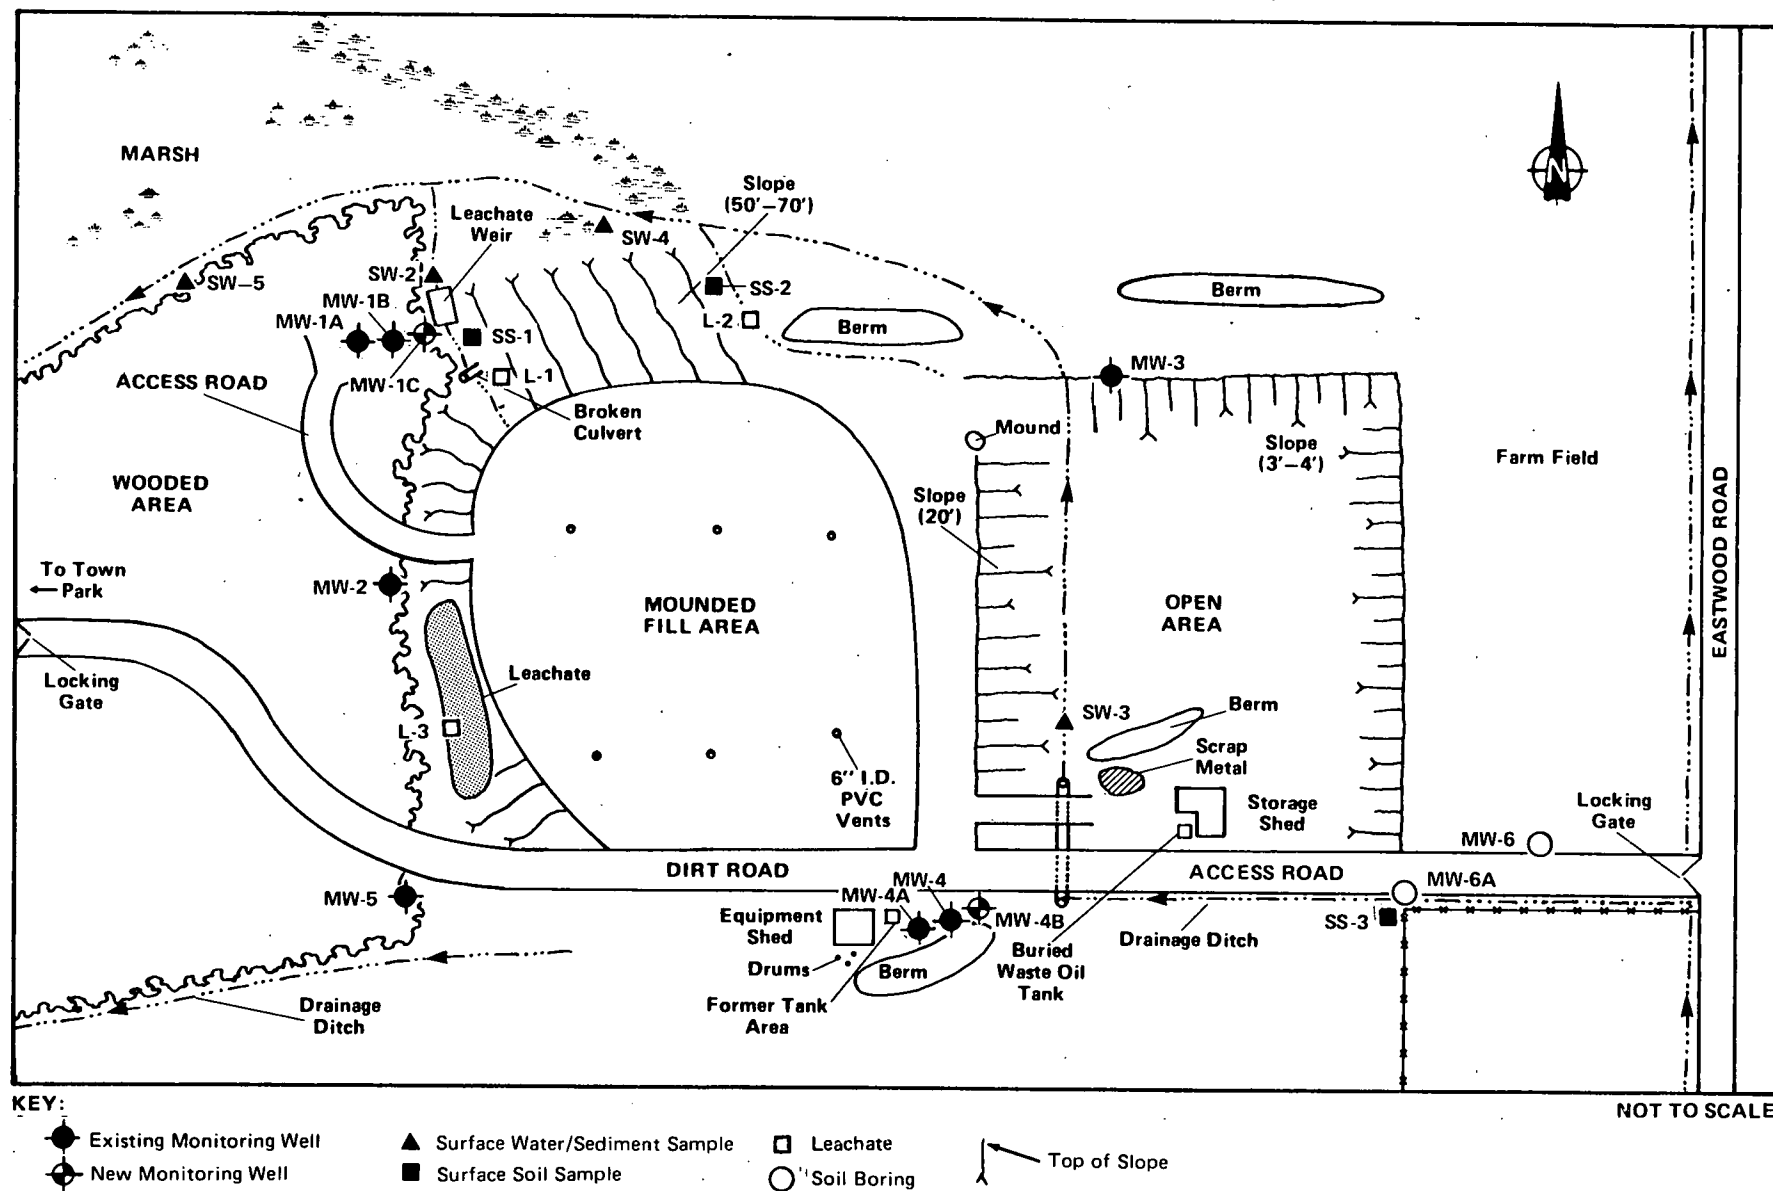 MARSH
Slope
(50'–70')
Leachate
Weir
SW-4
SW-2
SW–5
SS-2
Berm
MW-1B
MW-1A
L-2
Berm
SS-1
MW-3
ACCESS ROAD
MW-1C
L-1
Broken
Culvert
Mound
Slope
(3'–4')
Farm Field
WOODED
AREA
Slope
(20')
EASTWOOD ROAD
To Town
Park
MW-2
MOUNDED
FILL AREA
OPEN
AREA
Locking
Gate
Leachate
L-3
SW-3
Berm
Scrap
Metal
6" I.D.
PVC
Vents
Storage
Shed
Locking
Gate
MW-6
DIRT ROAD
ACCESS ROAD
MW-6A
MW-4
MW-4A
MW-5
Equipment
Shed
MW-4B
SS-3
Drainage Ditch
Buried
Waste Oil
Tank
Drums
Berm
Former Tank
Area
Drainage
Ditch
N
KEY:
NOT TO SCALE
Existing Monitoring Well
Surface Water/Sediment Sample
Leachate
Top of Slope
New Monitoring Well
Surface Soil Sample
Soil Boring